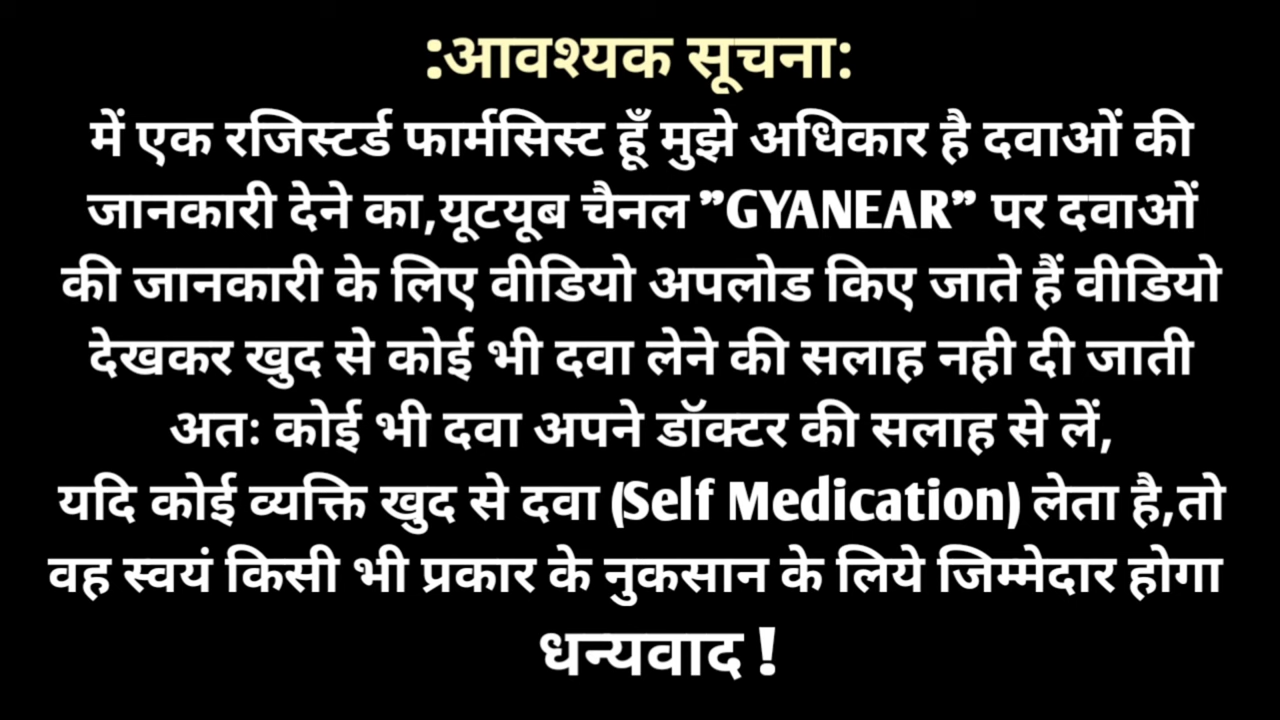 :आवश्यक सूचना:
में एक रजिस्टर्ड फार्मसिस्ट हूँ मुझे अधिकार है दवाओं की
जानकारी देने का,यूटयूब चैनल ”GYANEAR” पर दवाओं
की जानकारी के लिए वीडियो अपलोड किए जाते हैं वीडियो
देखकर खुद से कोई भी दवा लेने की सलाह नही दी जाती
अतः कोई भी दवा अपने डॉक्टर की सलाह से लें,
यदि कोई व्यक्ति खुद से दवा (Self Medication) लेता है,तो
वह स्वयं किसी भी प्रकार के नुकसान के लिये जिम्मेदार होगा
धन्यवाद !